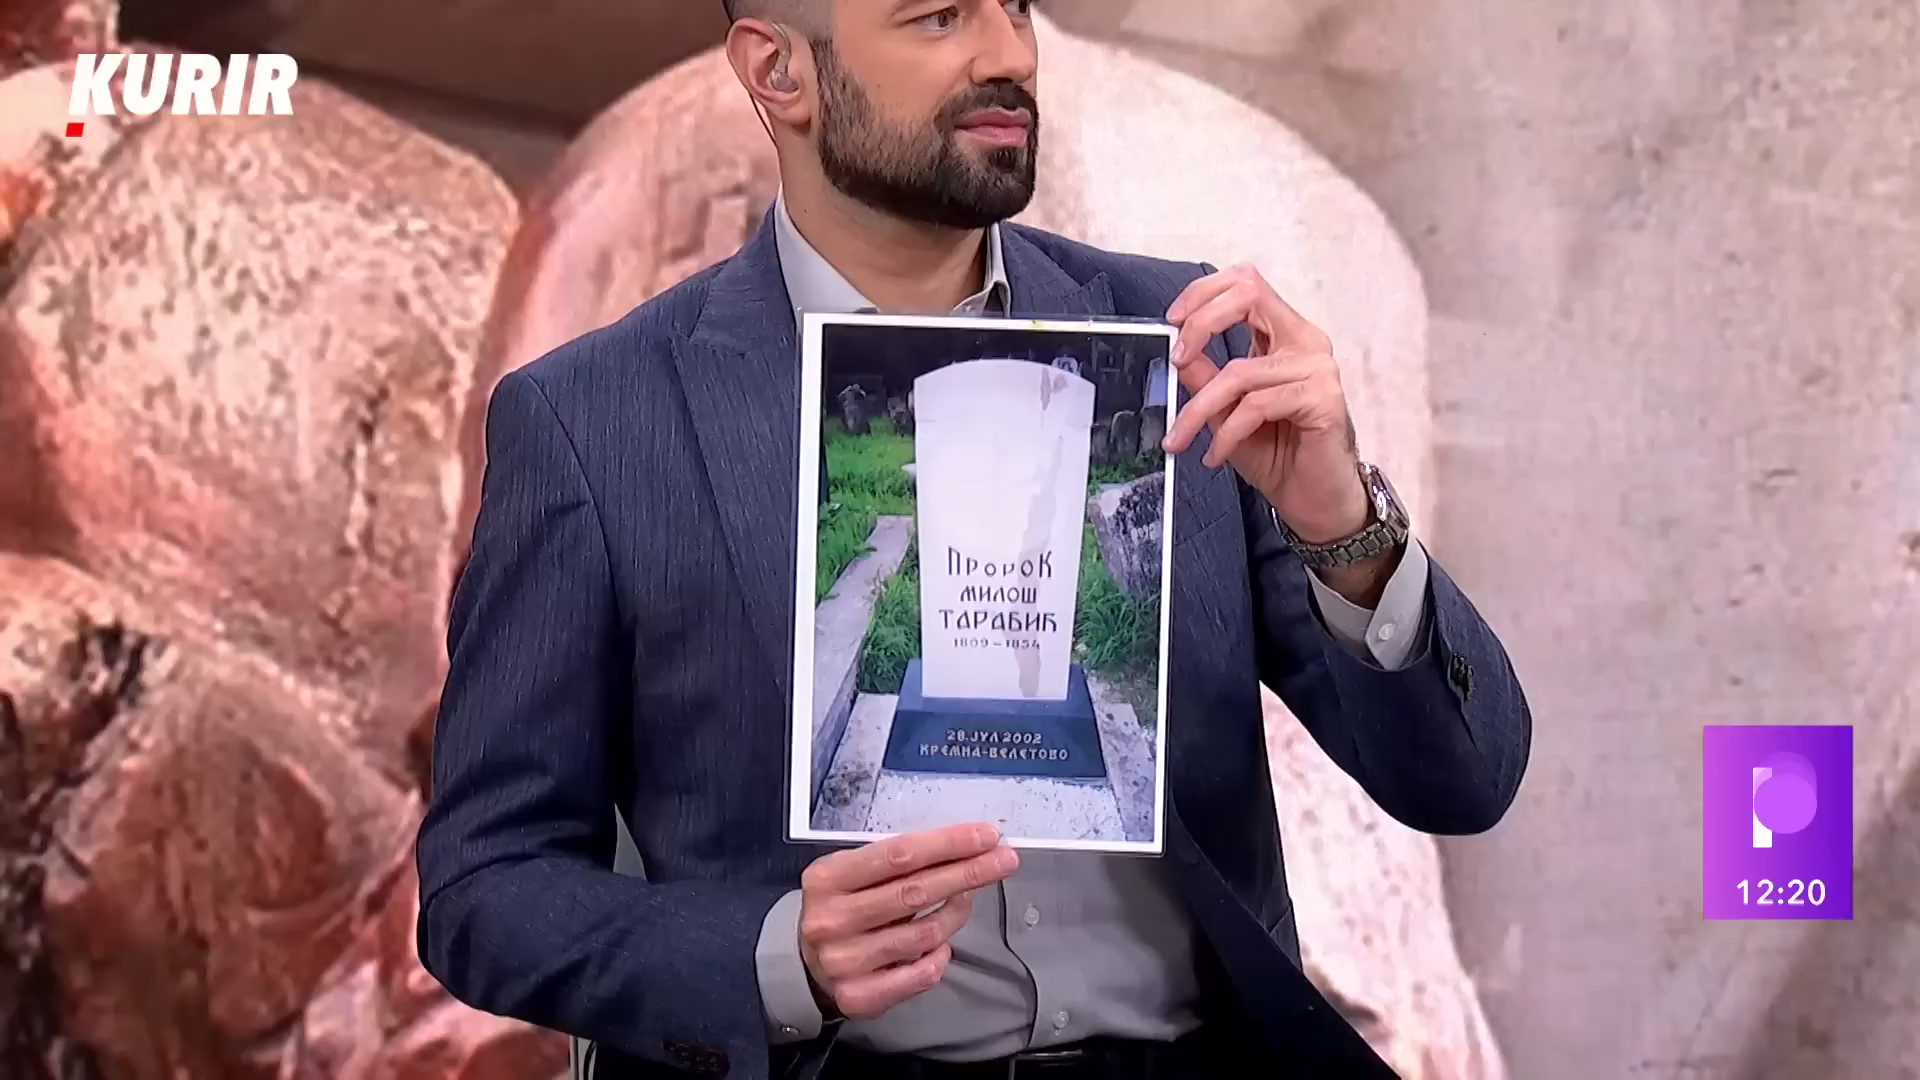 KURIR
ПРОРОК
МИЛОШ
ТАРАБИЋ
1809-1854
28.ЈУЛ 2002
КРЕМНА-ВЕЛЕТОВО
12:20